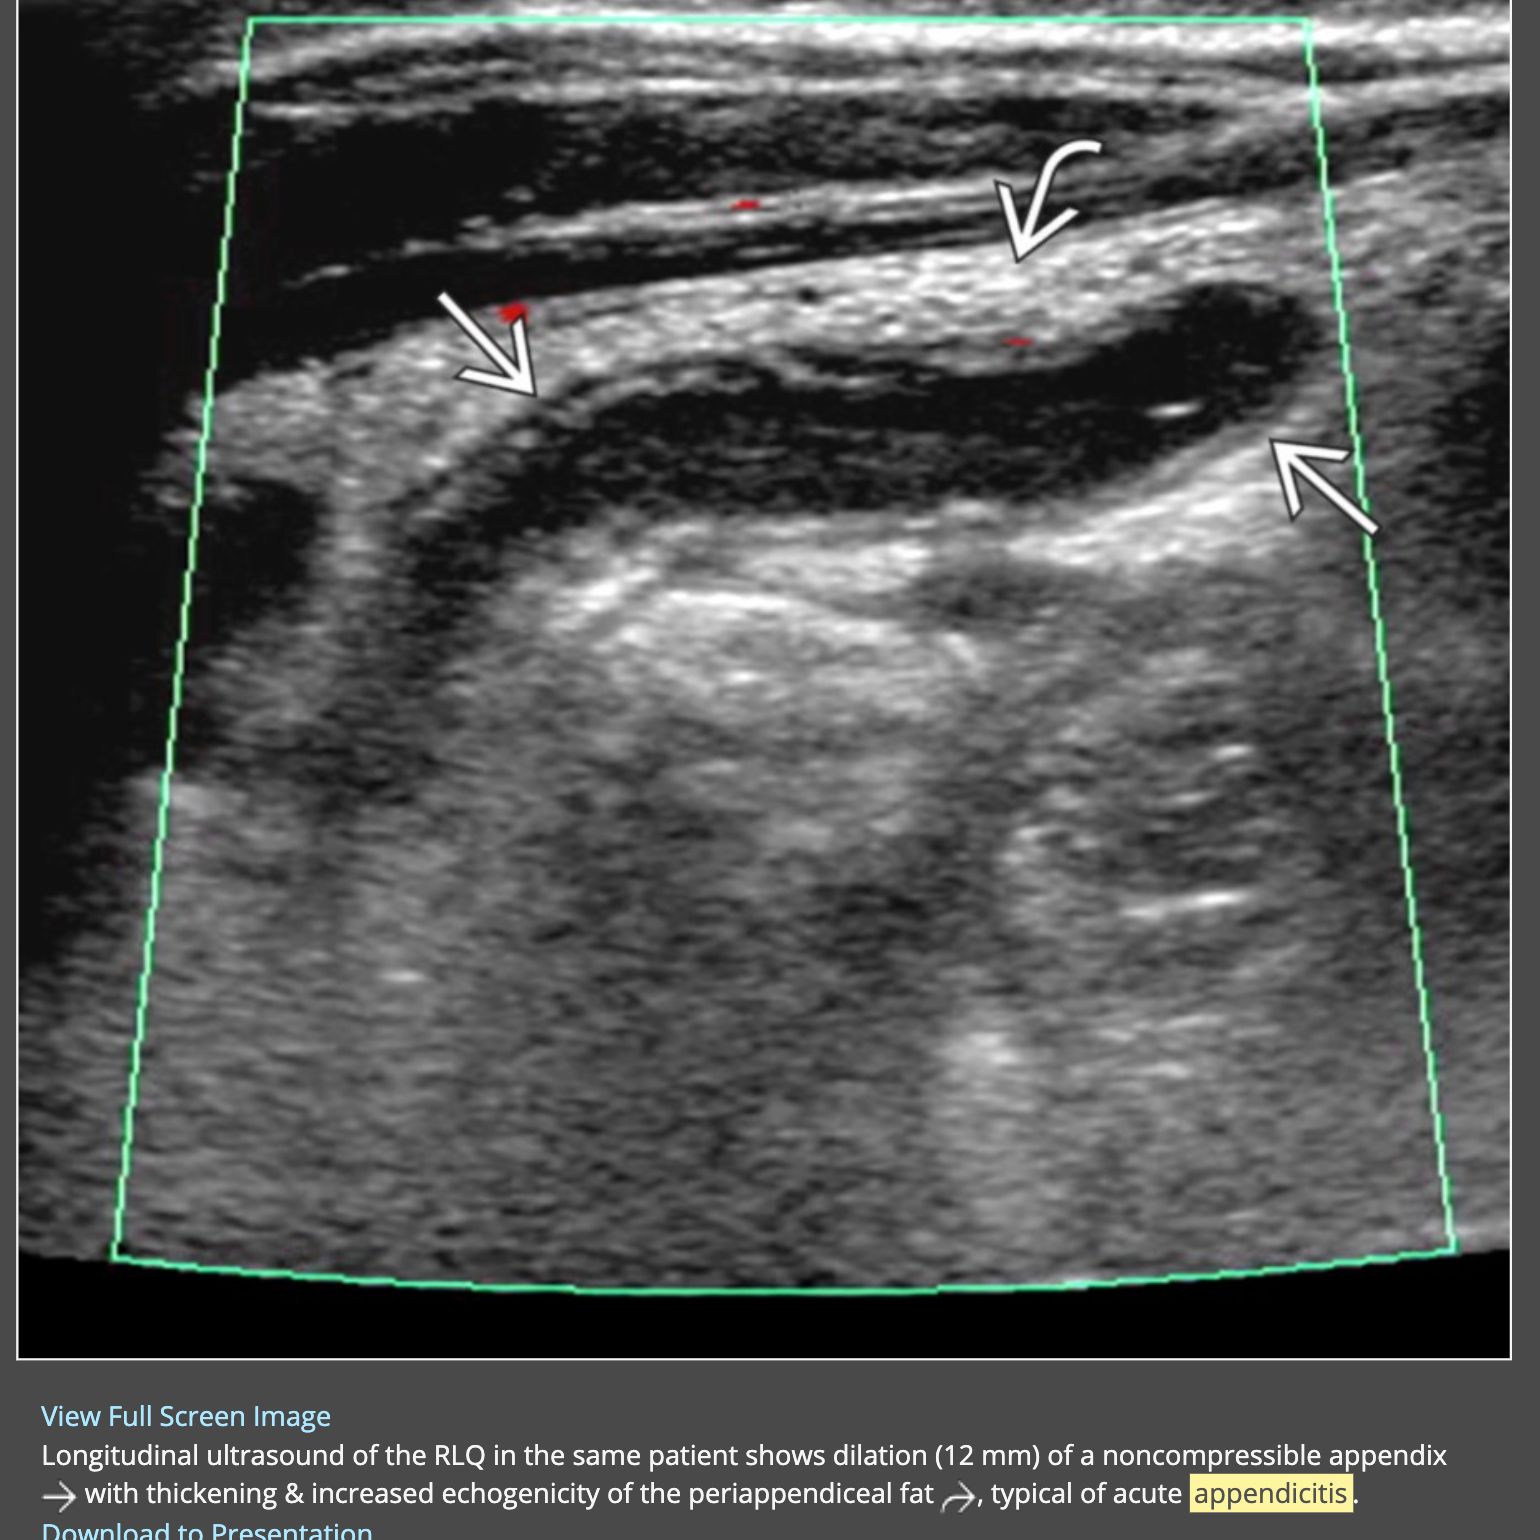 View Full Screen Image
Longitudinal ultrasound of the RLQ in the same patient shows dilation (12 mm) of a noncompressible appendix
with thickening & increased echogenicity of the periappendiceal fat , typical of acute appendicitis.
Download to Presentation